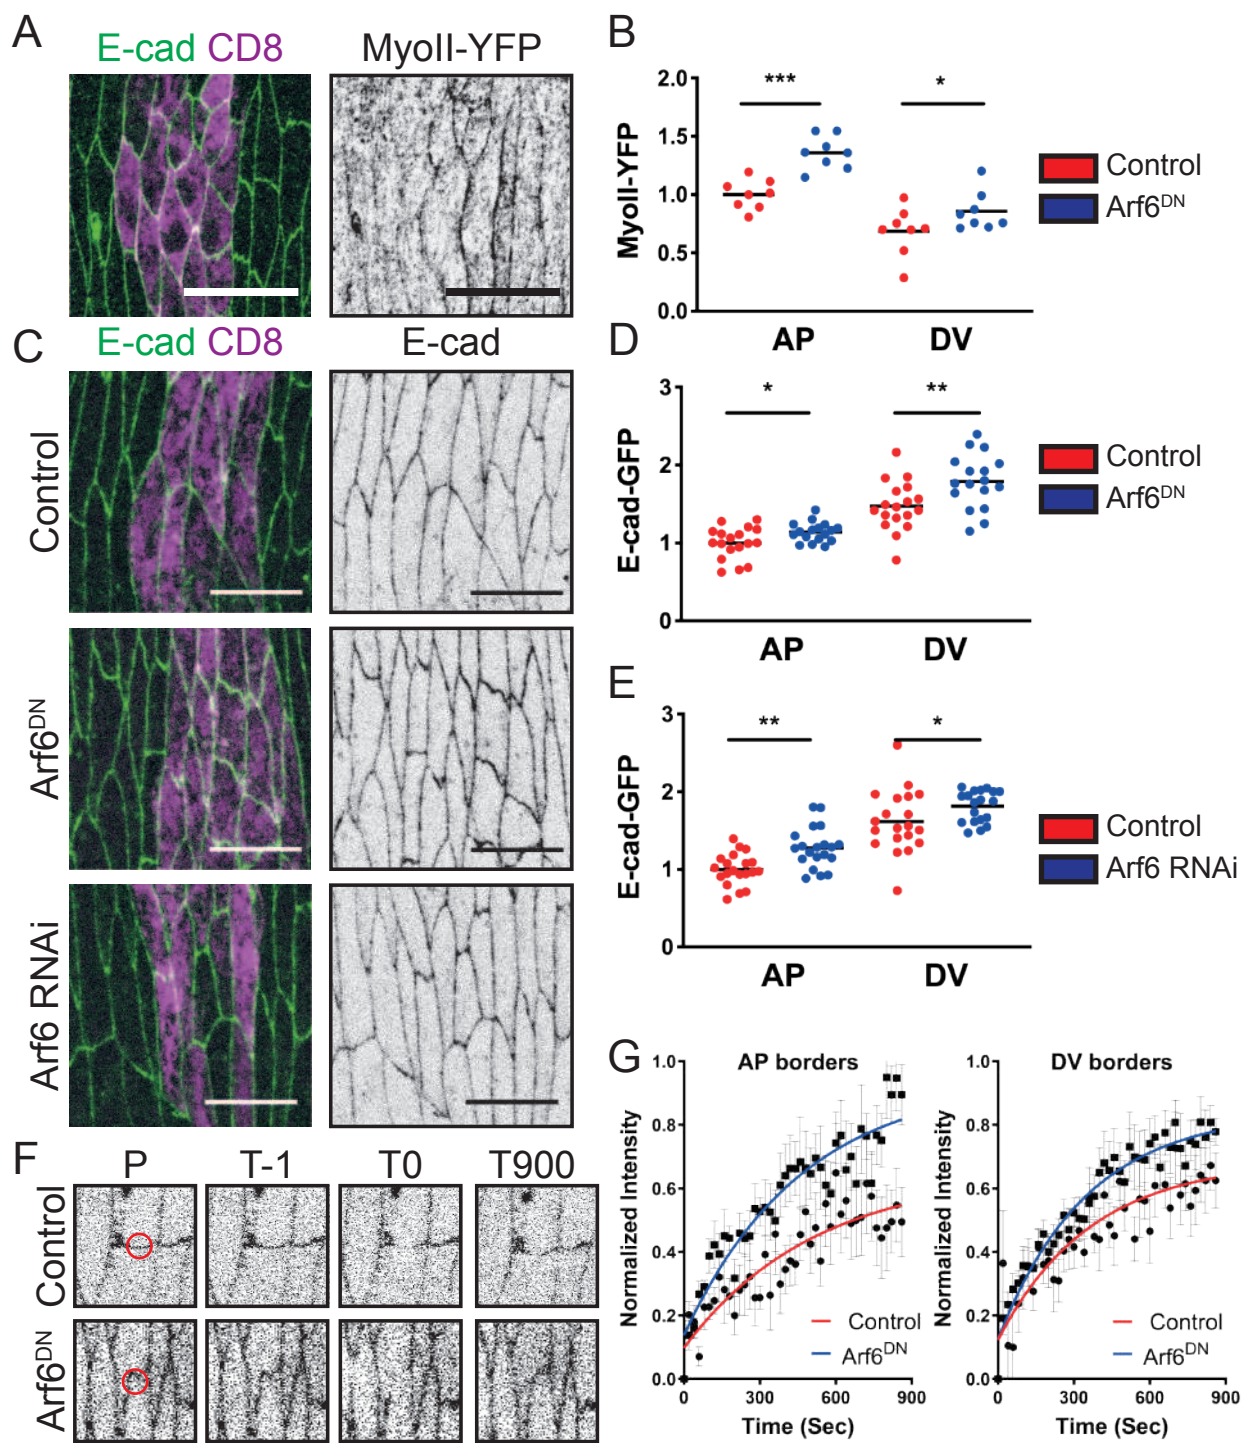 A
E-cad CD8
MyoII-YFP
B
MyoII-YFP
2.0
1.5
1.0
0.5
0.0
***
*
AP
DV
Control
Arf6DN
C
E-cad CD8
E-cad
Control
Arf6DN
Arf6 RNAi
D
E-cad-GFP
3
2
1
0
*
**
AP
DV
Control
Arf6DN
E
E-cad-GFP
3
2
1
0
**
*
AP
DV
Control
Arf6 RNAi
F
P
T-1
T0
T900
Control
Arf6DN
G
AP borders
Normalized Intensity
1.0
0.8
0.6
0.4
0.2
0.0
0
300
600
900
Time (Sec)
Control
Arf6DN
DV borders
Normalized Intensity
1.0
0.8
0.6
0.4
0.2
0.0
0
300
600
900
Time (Sec)
Control
Arf6DN